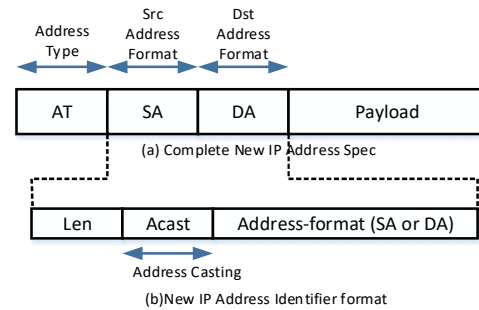 Address Type
Src Address Format
Dst Address Format
AT SA DA Payload
(a) Complete New IP Address Spec
Len Acast Address-format (SA or DA)
Address Casting
(b)New IP Address Identifier format